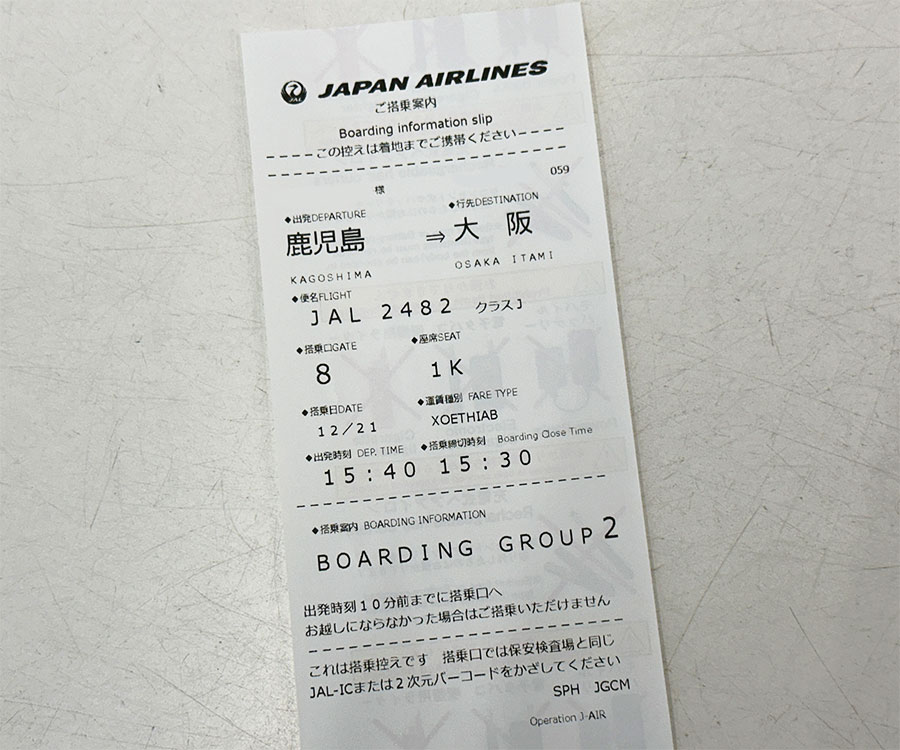 JAL JAPAN AIRLINES
ご搭乗案内
Boarding information slip
-----この控えは着地までご携帯ください-----
059
様
◆出発DEPARTURE ◆行先DESTINATION
鹿児島 ⇒ 大 阪
KAGOSHIMA OSAKA ITAMI
◆便名FLIGHT
JAL 2482 クラスJ
◆搭乗口GATE ◆座席SEAT
8 1K
◆搭乗日DATE ◆運賃種別 FARE TYPE
12/21 XOETHIAB
◆出発時刻 DEP. TIME ◆搭乗締切時刻 Boarding Close Time
15:40 15:30
◆搭乗案内 BOARDING INFORMATION
BOARDING GROUP 2
出発時刻10分前までに搭乗口へ
お越しにならなかった場合はご搭乗いただけません
これは搭乗控えです 搭乗口では保安検査場と同じ
JAL-ICまたは2次元バーコードをかざしてください
SPH JGCM
Operation J-AIR